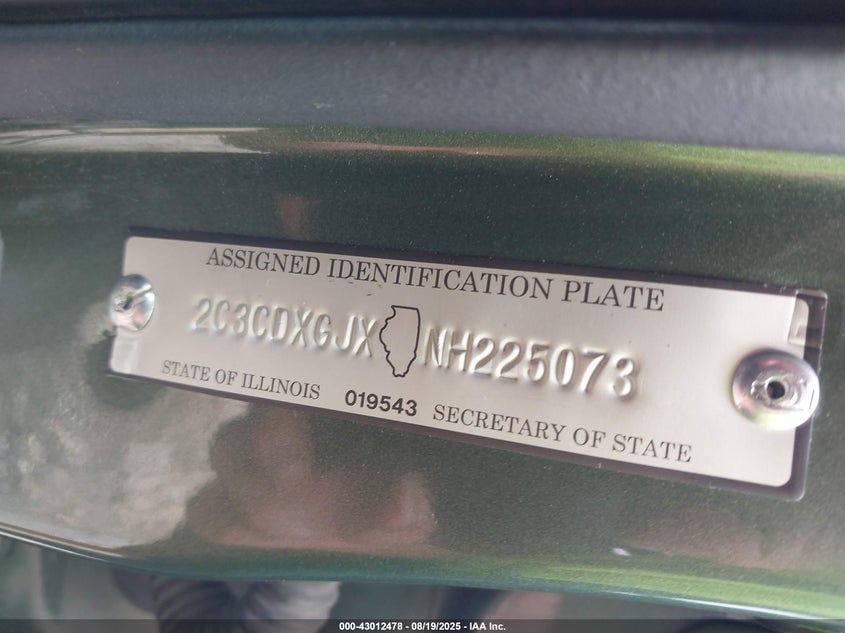 ASSIGNED IDENTIFICATION PLATE
2C3CDXGJX NH225073
STATE OF ILLINOIS 019543 SECRETARY OF STATE
000-43012478 - 08/19/2025 - IAA Inc.